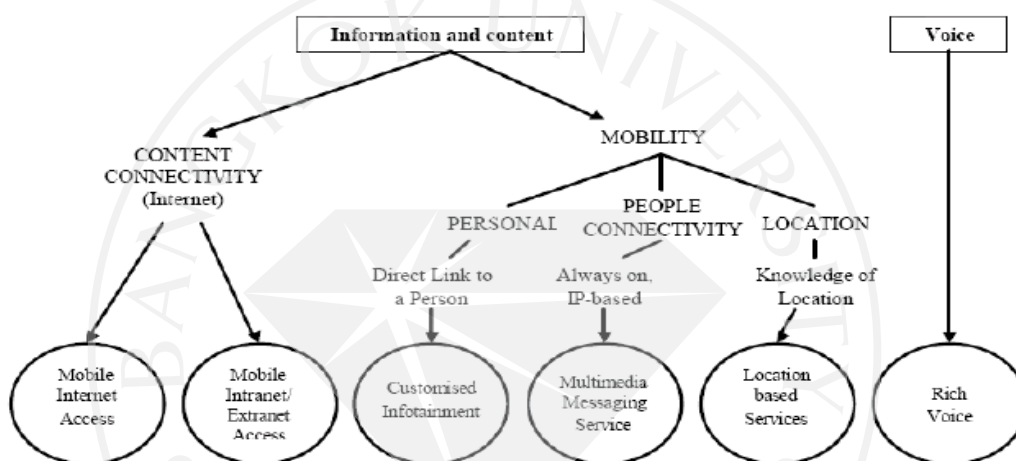 Information and content
Voice
MOBILITY
CONTENT
CONNECTIVITY
(Internet)
PERSONAL
PEOPLE
CONNECTIVITY
LOCATION
Direct Link to
a Person
Always on,
IP-based
Knowledge of
Location
Mobile
Internet
Access
Mobile
Intranet/
Extranet
Access
Customised
Infotainment
Multimedia
Messaging
Service
Location
based
Services
Rich
Voice
BANGKOK UNIVERSITY